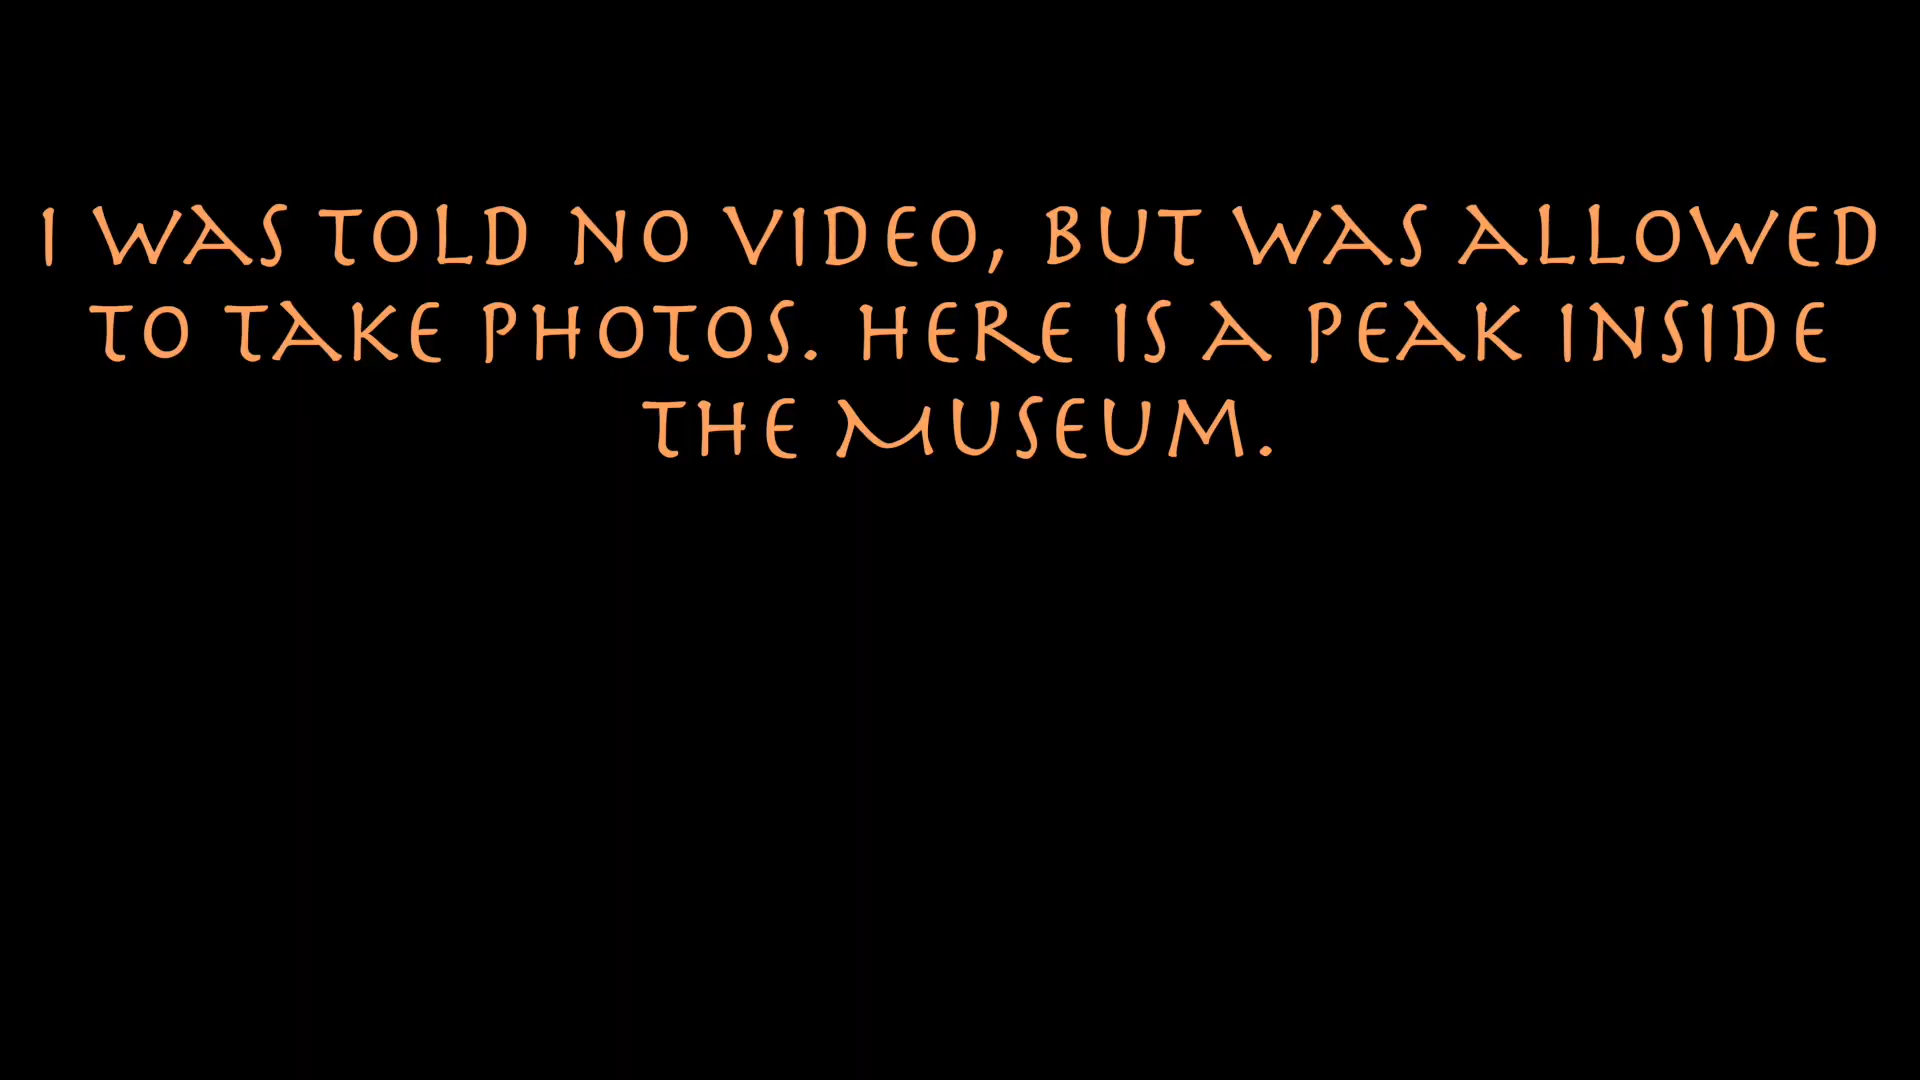 I WAS TOLD NO VIDEO, BUT WAS ALLOWED
TO TAKE PHOTOS. HERE IS A PEAK INSIDE
THE MUSEUM.